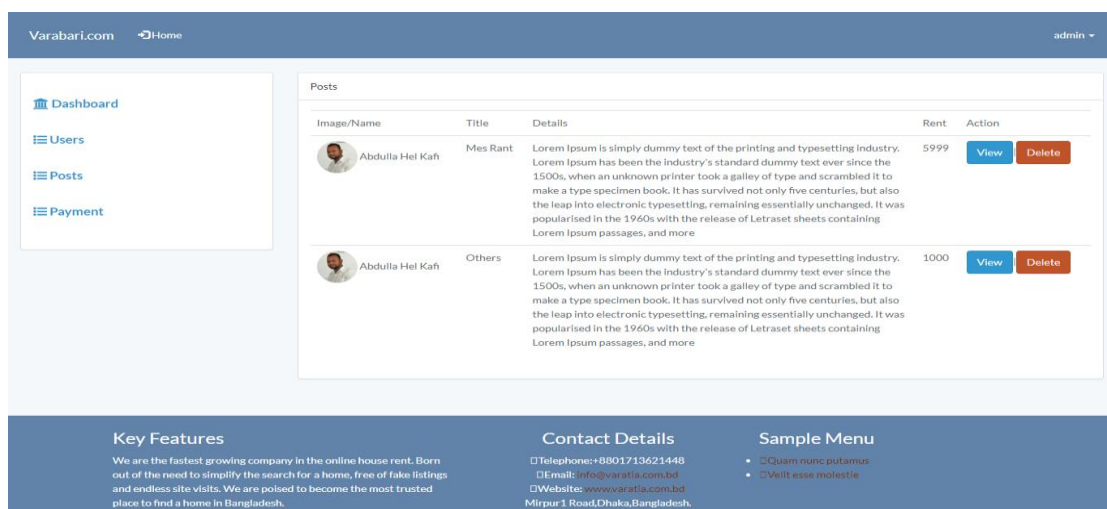 Varabari.com Home admin
Dashboard
Users
Posts
Payment
Posts
Image/Name Title Details Rent Action
Abdulla Hel Kafi Mes Rant Lorem Ipsum is simply dummy text of the printing and typesetting industry. 5999 View Delete
Lorem Ipsum has been the industry's standard dummy text ever since the
1500s, when an unknown printer took a galley of type and scrambled it to
make a type specimen book. It has survived not only five centuries, but also
the leap into electronic typesetting, remaining essentially unchanged. It was
popularised in the 1960s with the release of Letraset sheets containing
Lorem Ipsum passages, and more
Abdulla Hel Kafi Others Lorem Ipsum is simply dummy text of the printing and typesetting industry. 1000 View Delete
Lorem Ipsum has been the industry's standard dummy text ever since the
1500s, when an unknown printer took a galley of type and scrambled it to
make a type specimen book. It has survived not only five centuries, but also
the leap into electronic typesetting, remaining essentially unchanged. It was
popularised in the 1960s with the release of Letraset sheets containing
Lorem Ipsum passages, and more
Key Features
We are the fastest growing company in the online house rent. Born
out of the need to simplify the search for a home, free of fake listings
and endless site visits. We are poised to become the most trusted
place to find a home in Bangladesh.
Contact Details
Telephone:+8801713621448
Email: info@varatia.com.bd
Website: www.varatia.com.bd
Mirpur1 Road,Dhaka,Bangladesh.
Sample Menu
Quam nunc putamus
Velit esse molestie